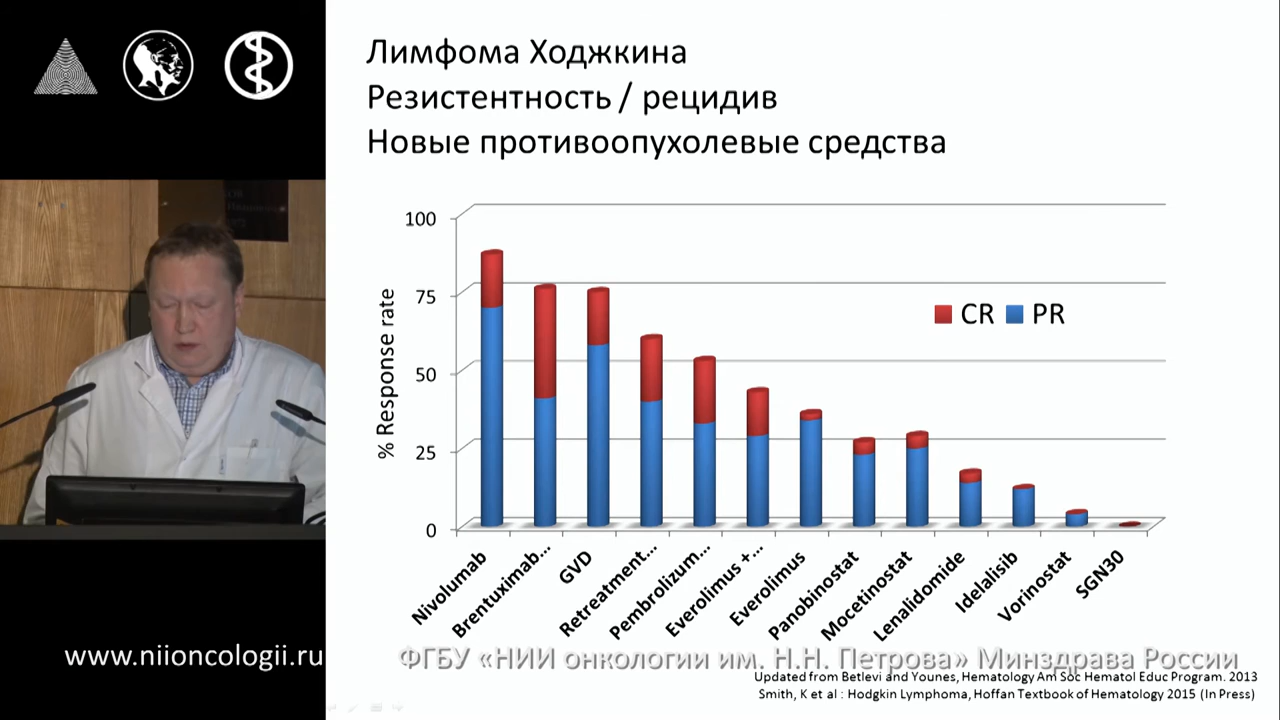 Лимфома Ходжкина
Резистентность / рецидив
Новые противоопухолевые средства
% Response rate
100
75
50
25
0
CR PR
Nivolumab
Brentuximab...
GVD
Retreatment...
Pembrolizum...
Everolimus +...
Everolimus
Panobinostat
Mocetinostat
Lenalidomide
Idelalisib
Vorinostat
SGN30
www.niioncologii.ru
ФГБУ «НИИ онкологии им. Н.Н. Петрова» Минздрава России
Updated from Betlevi and Younes, Hematology Am Soc Hematol Educ Program. 2013
Smith, K et al : Hodgkin Lymphoma, Hoffan Textbook of Hematology 2015 (In Press)